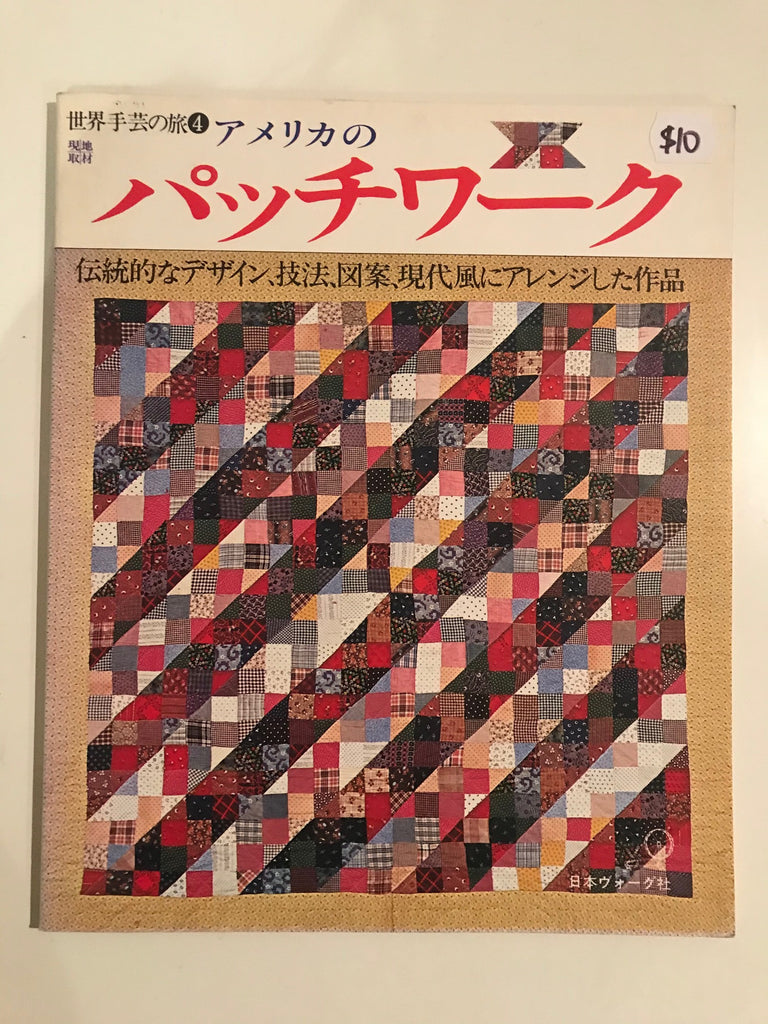 世界手芸の旅❹アメリカの
現地
取材
$10
パッチワーク
伝統的なデザイン、技法、図案、現代風にアレンジした作品
日本ヴォーグ社